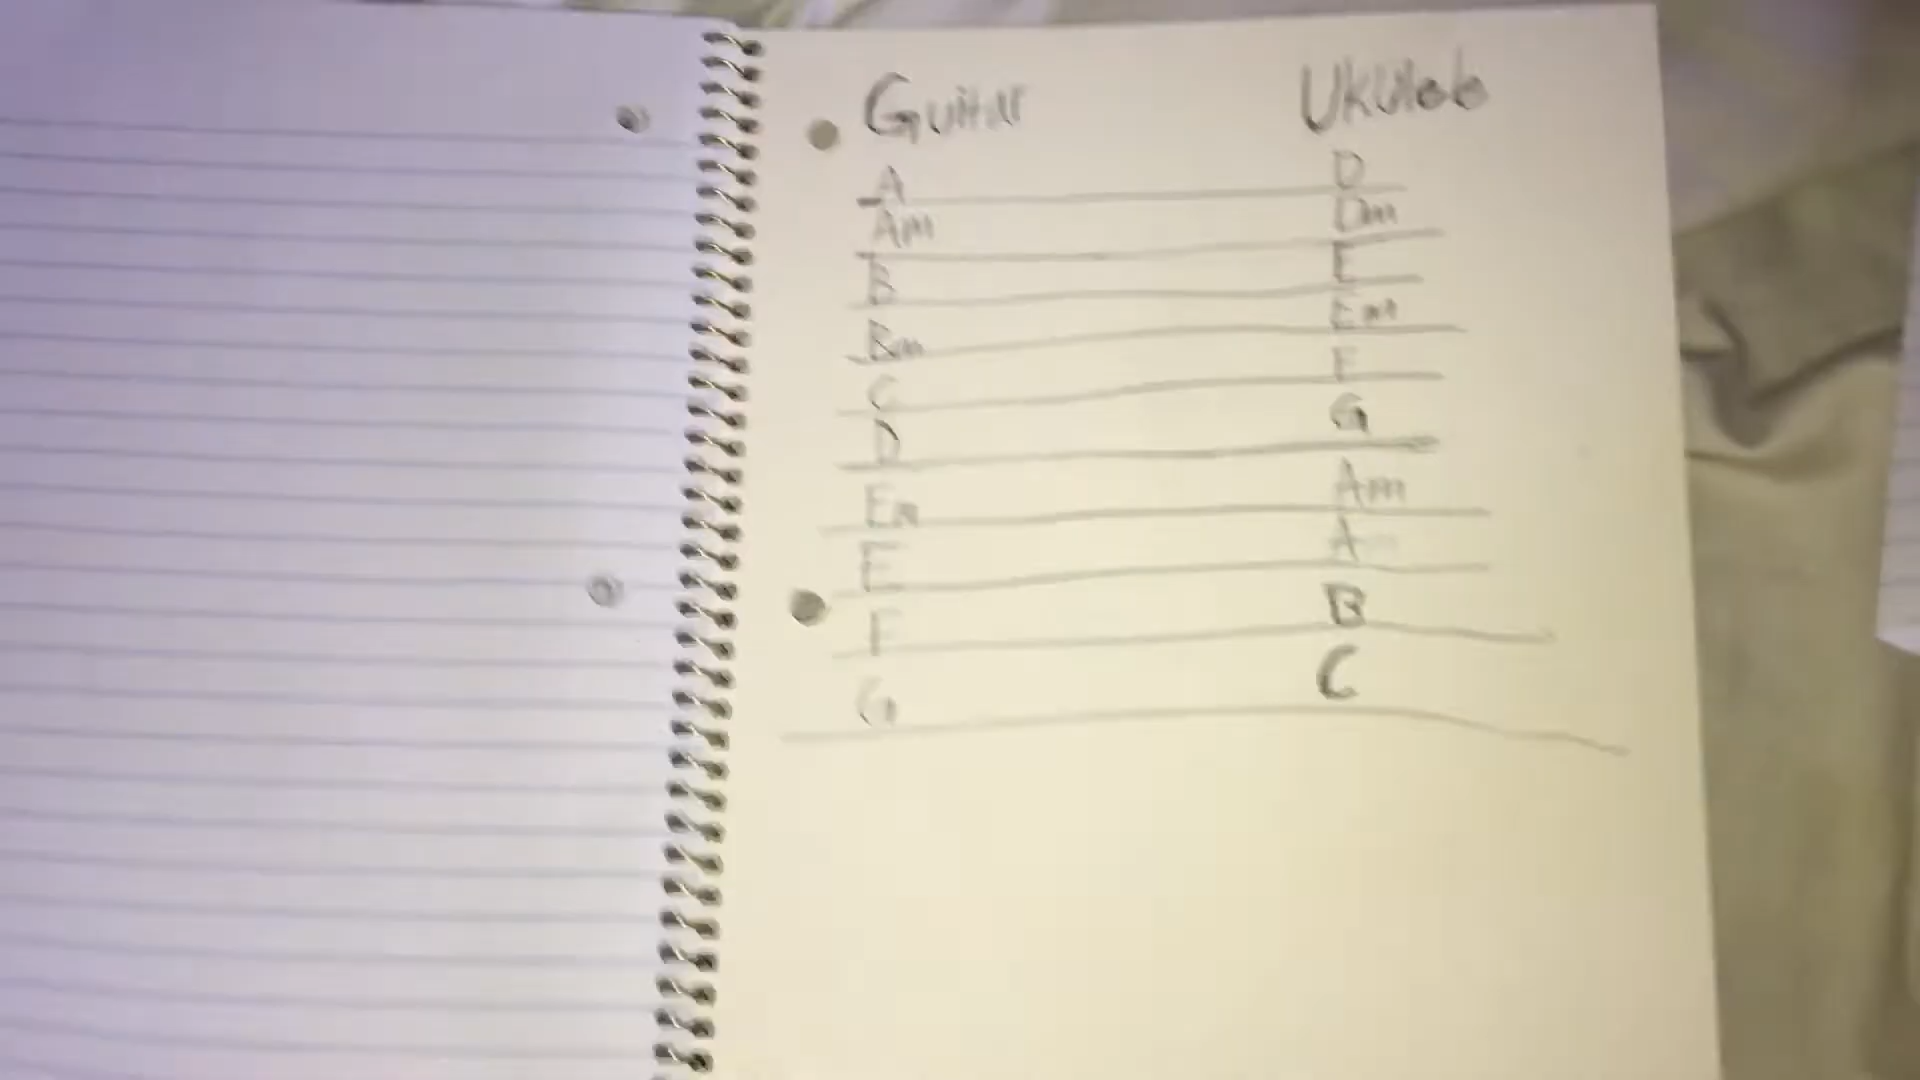 Guitar Ukulele
A D
Am Dm
B E
Bm Em
C F
D G
Em Am
E A
F B
G C